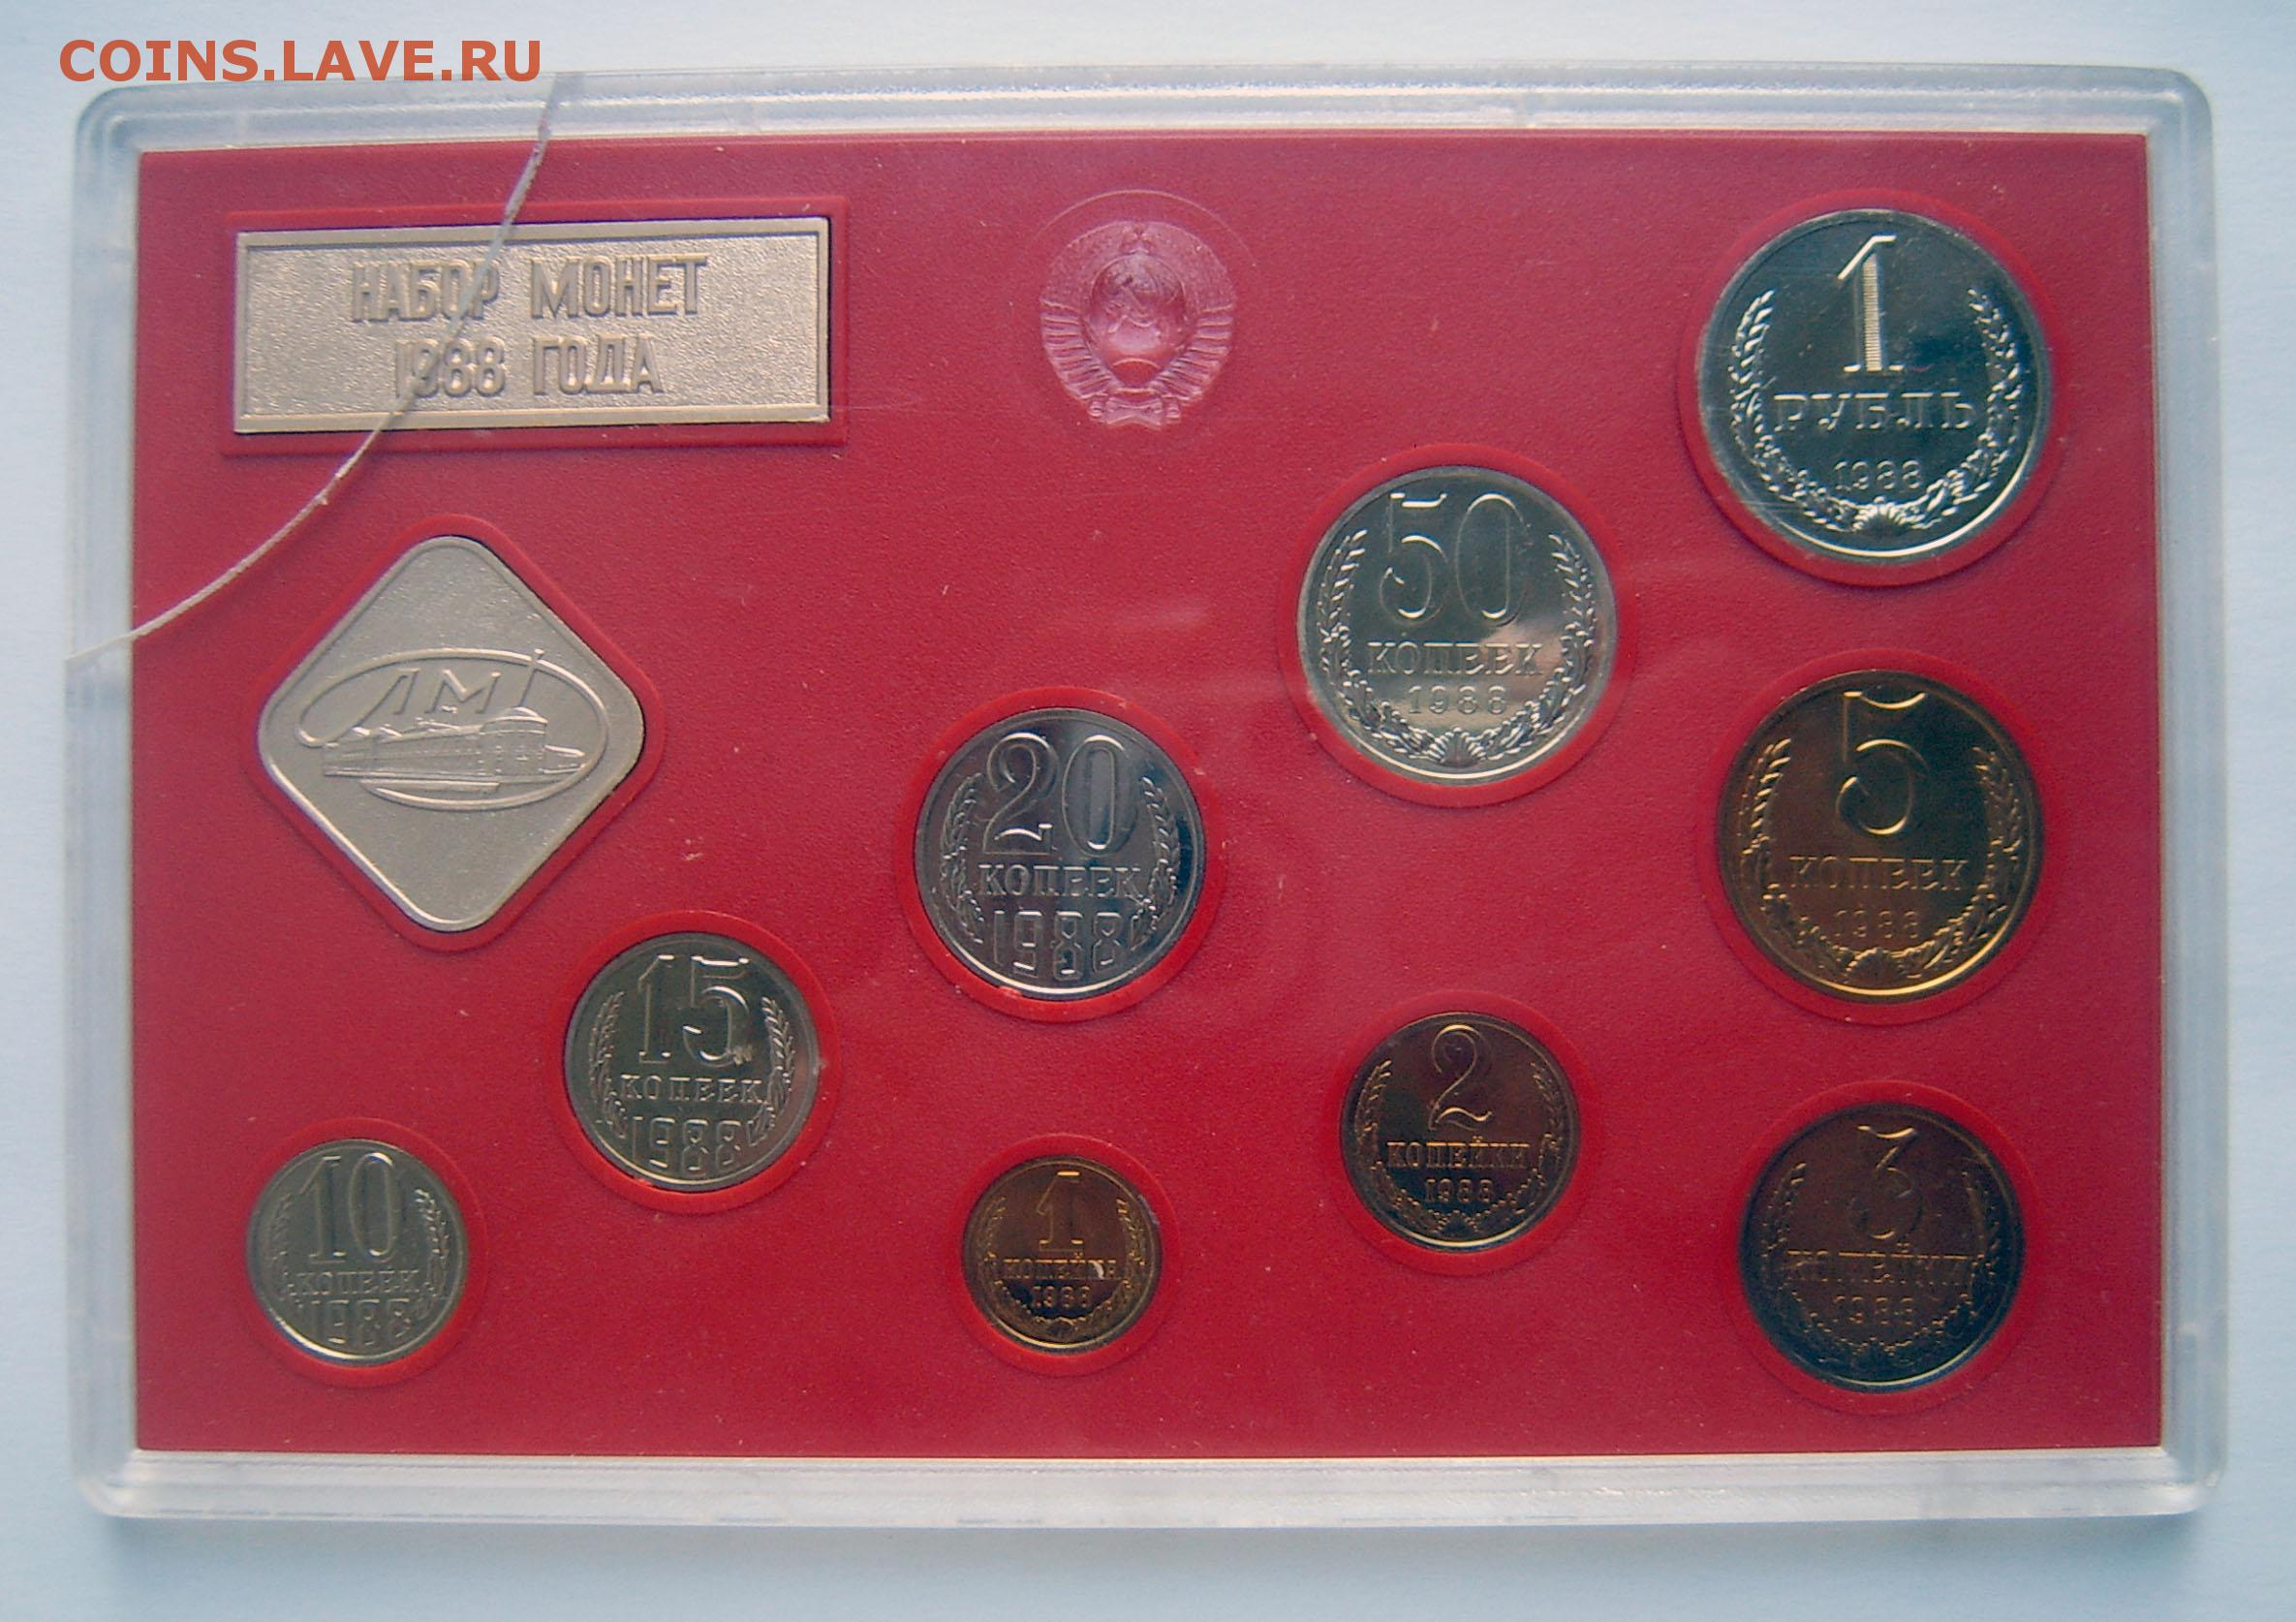 COINS.LAVE.RU
НАБОР МОНЕТ
1988 ГОДА
1
РУБЛЬ
1988
50
КОПЕЕК
1988
ЛМД
20
КОПЕЕК
1988
5
КОПЕЕК
1988
15
КОПЕЕК
1988
2
КОПЕЙКИ
1988
10
КОПЕЕК
1988
1
КОПЕЙКА
1988
3
КОПЕЙКИ
1988